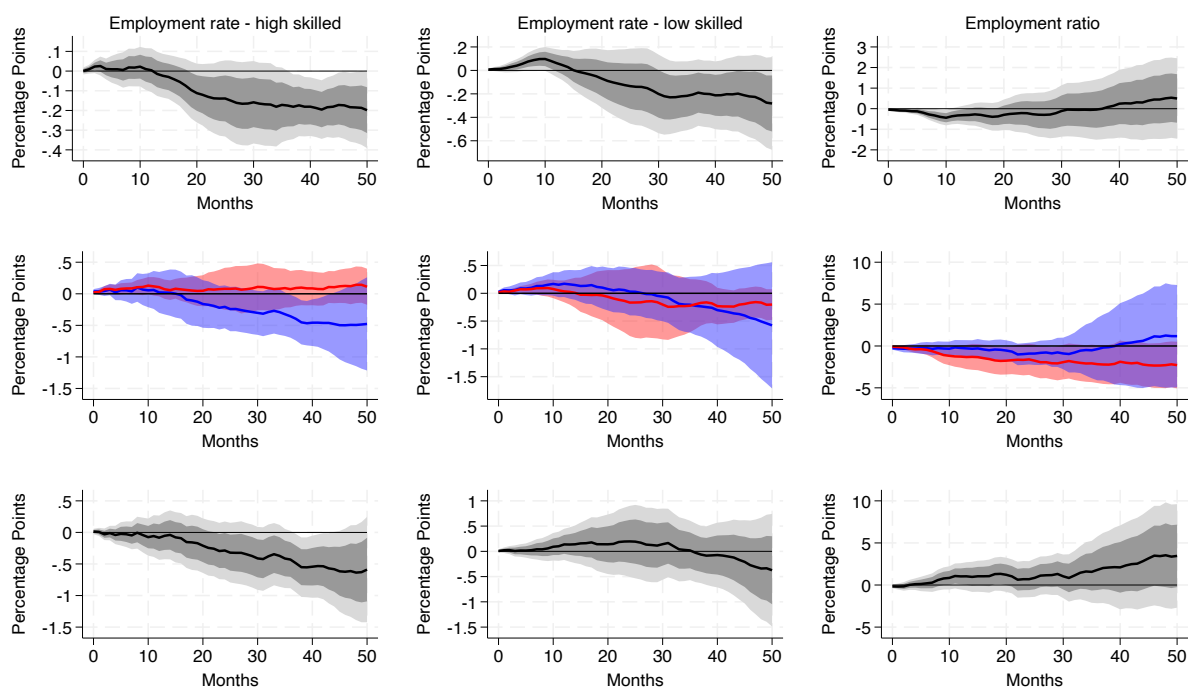 Employment rate - high skilled
Percentage Points
.1
0
-.1
-.2
-.3
-.4
0 10 20 30 40 50
Months
Employment rate - low skilled
Percentage Points
.2
0
-.2
-.4
-.6
0 10 20 30 40 50
Months
Employment ratio
Percentage Points
3
2
1
0
-1
-2
0 10 20 30 40 50
Months
Percentage Points
.5
0
-.5
-1
-1.5
0 10 20 30 40 50
Months
Percentage Points
.5
0
-.5
-1
-1.5
0 10 20 30 40 50
Months
Percentage Points
10
5
0
-5
0 10 20 30 40 50
Months
Percentage Points
.5
0
-.5
-1
-1.5
0 10 20 30 40 50
Months
Percentage Points
1
.5
0
-.5
-1
-1.5
0 10 20 30 40 50
Months
Percentage Points
10
5
0
-5
0 10 20 30 40 50
Months